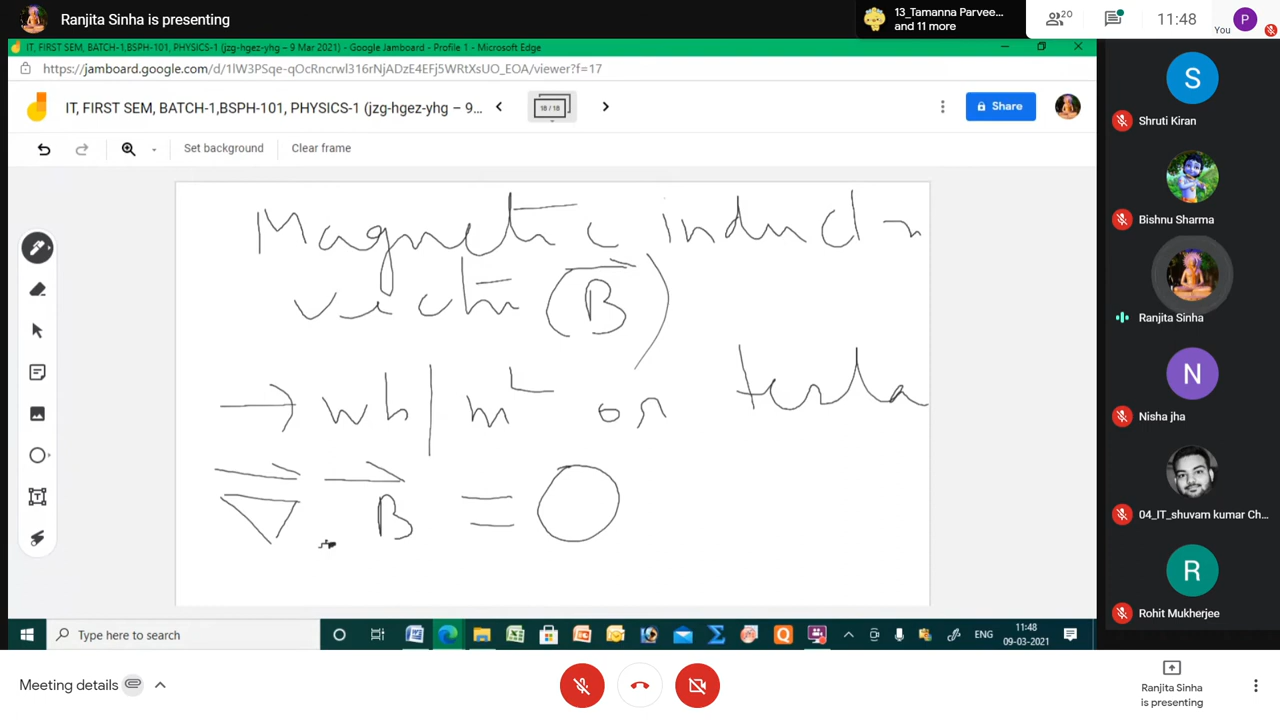 Ranjita Sinha is presenting
13_Tamanna Parvee...
and 11 more
20
11:48
You
P
IT, FIRST SEM, BATCH-1,BSPH-101, PHYSICS-1 (jzg-hegz-yhg – 9 Mar 2021) - Google Jamboard - Profile 1 - Microsoft Edge
https://jamboard.google.com/d/1lW3PSqe-qOcRncrwl316rNjADzE4EFj5WRtXsUO_EOA/viewer?f=17
IT, FIRST SEM, BATCH-1,BSPH-101, PHYSICS-1 (jzg-hegz-yhg – 9...
18 / 18
Share
Set background
Clear frame
Magnetic induction
vector (B⃗)
→ wb/m² or tesla
∇⃗ . B⃗ = 0
S
Shruti Kiran
Bishnu Sharma
Ranjita Sinha
N
Nisha jha
04_IT_shuvam kumar Ch...
R
Rohit Mukherjee
Type here to search
ENG
11:48
09-03-2021
Meeting details
Ranjita Sinha
is presenting